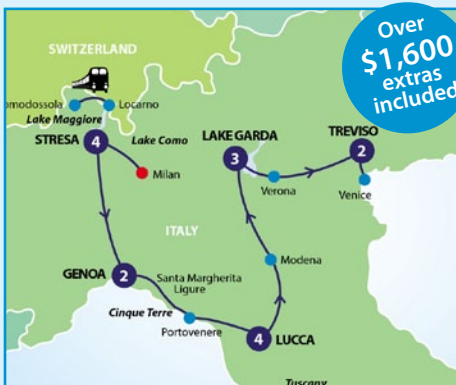 Over
$1,600
extras
included
SWITZERLAND
omodossola
Locarno
Lake Maggiore
STRESA
4
Lake Como
Milan
LAKE GARDA
3
TREVISO
2
Verona
Venice
ITALY
Modena
GENOA
2
Santa Margherita
Ligure
Cinque Terre
Portovenere
4
LUCCA
Tuscany